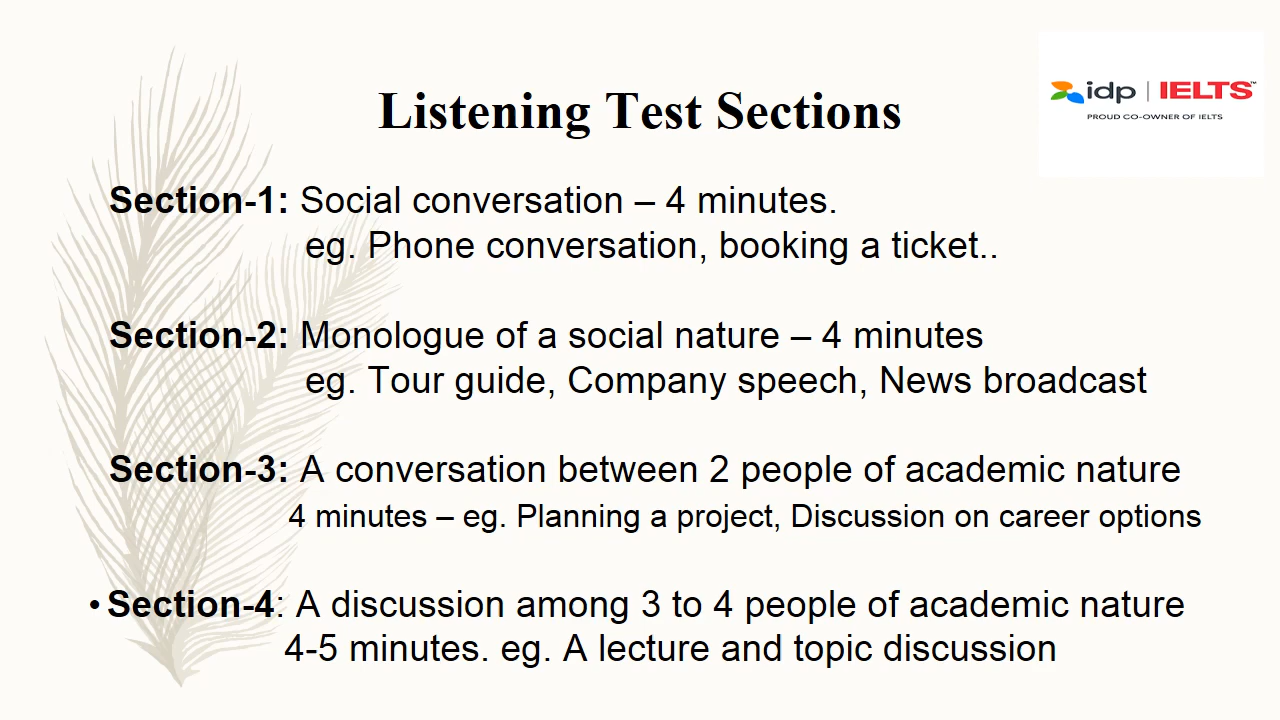 idp | IELTS™
PROUD CO-OWNER OF IELTS
Listening Test Sections
Section-1: Social conversation – 4 minutes.
eg. Phone conversation, booking a ticket..
Section-2: Monologue of a social nature – 4 minutes
eg. Tour guide, Company speech, News broadcast
Section-3: A conversation between 2 people of academic nature
4 minutes – eg. Planning a project, Discussion on career options
• Section-4: A discussion among 3 to 4 people of academic nature
4-5 minutes. eg. A lecture and topic discussion